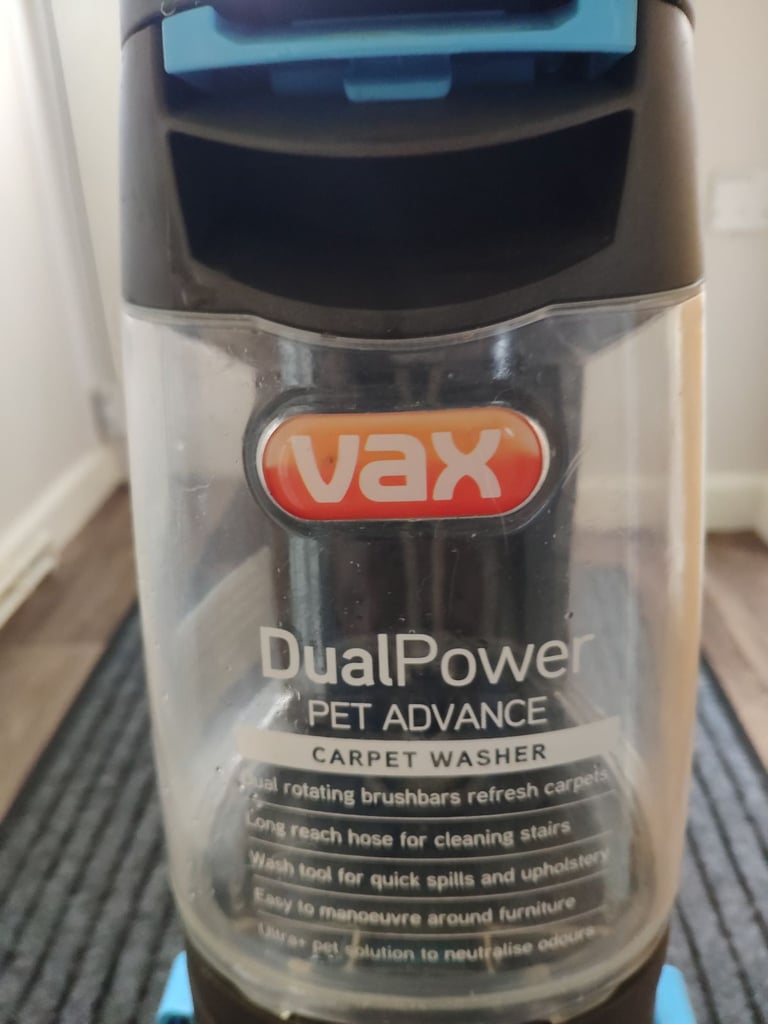 vax
DualPower
PET ADVANCE
CARPET WASHER
Dual rotating brushbars refresh carpets
Long reach hose for cleaning stairs
Wash tool for quick spills and upholstery
Easy to manoeuvre around furniture
Ultra+ pet solution to neutralise odours